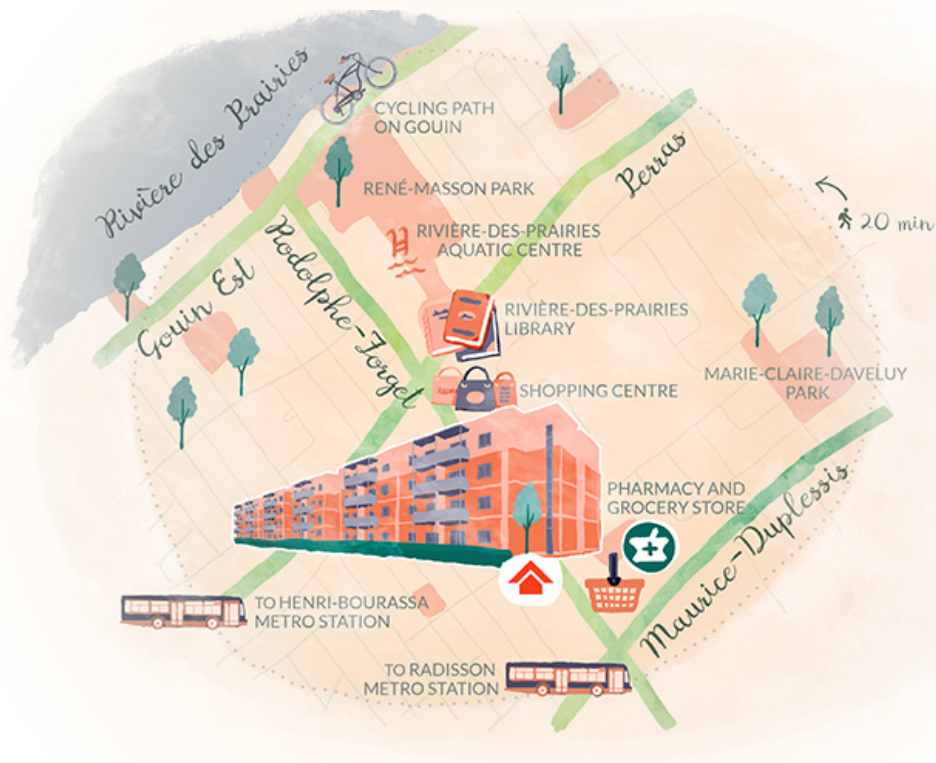 Rivière des Prairies
CYCLING PATH
ON GOUIN
RENÉ-MASSON PARK
Perras
20 min
RIVIÈRE-DES-PRAIRIES
AQUATIC CENTRE
Gouin Est
Rodolphe-Forget
RIVIÈRE-DES-PRAIRIES
LIBRARY
MARIE-CLAIRE-DAVELUY
PARK
SHOPPING CENTRE
PHARMACY AND
GROCERY STORE
Maurice-Duplessis
TO HENRI-BOURASSA
METRO STATION
TO RADISSON
METRO STATION